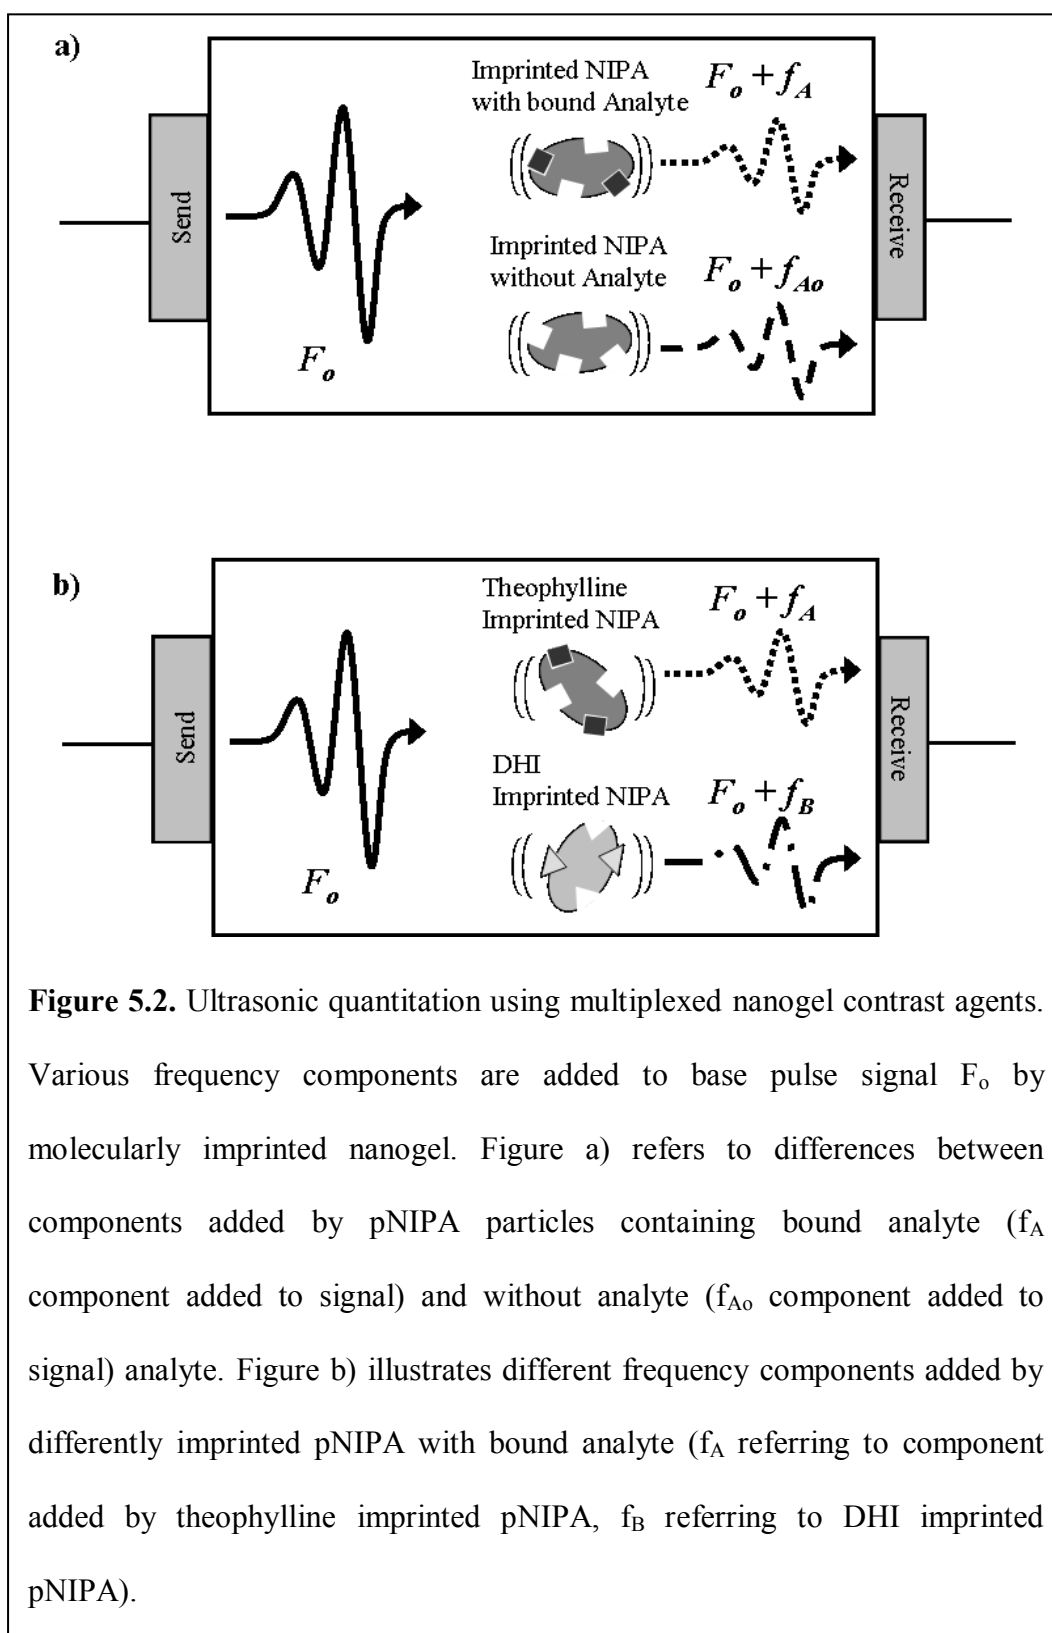 a)
Send
F_o
Imprinted NIPA
with bound Analyte
F_o + f_A
Imprinted NIPA
without Analyte
F_o + f_Ao
Receive
b)
Send
F_o
Theophylline
Imprinted NIPA
F_o + f_A
DHI
Imprinted NIPA
F_o + f_B
Receive
Figure 5.2. Ultrasonic quantitation using multiplexed nanogel contrast agents.
Various frequency components are added to base pulse signal F_o by
molecularly imprinted nanogel. Figure a) refers to differences between
components added by pNIPA particles containing bound analyte (f_A
component added to signal) and without analyte (f_Ao component added to
signal) analyte. Figure b) illustrates different frequency components added by
differently imprinted pNIPA with bound analyte (f_A referring to component
added by theophylline imprinted pNIPA, f_B referring to DHI imprinted
pNIPA).